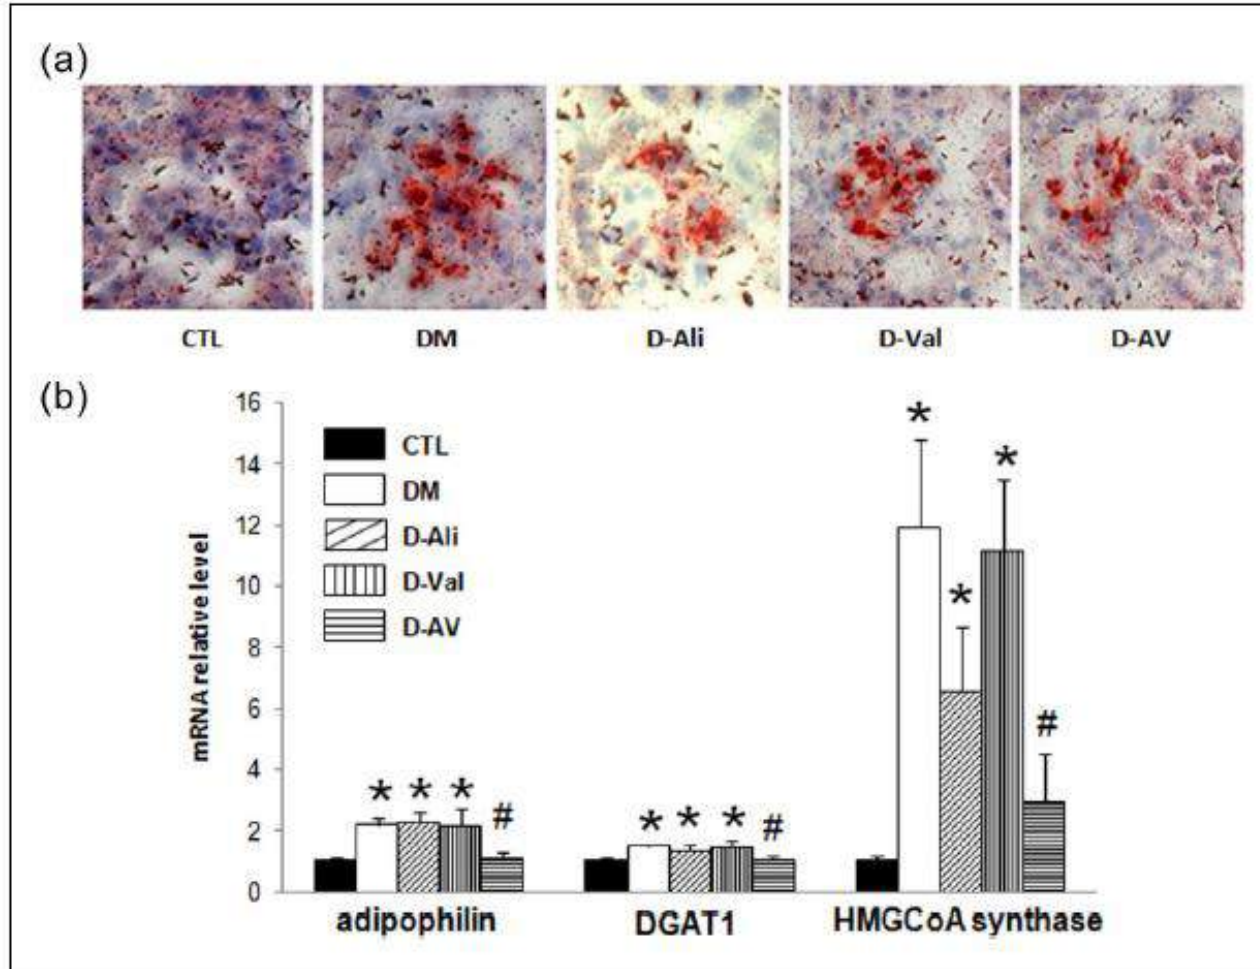 (a)
CTL DM D-Ali D-Val D-AV
(b)
16
14
12
10
8
6
4
2
0
mRNA relative level
CTL
DM
D-Ali
D-Val
D-AV
* * * #
* * * #
* * * #
adipophilin DGAT1 HMGCoA synthase